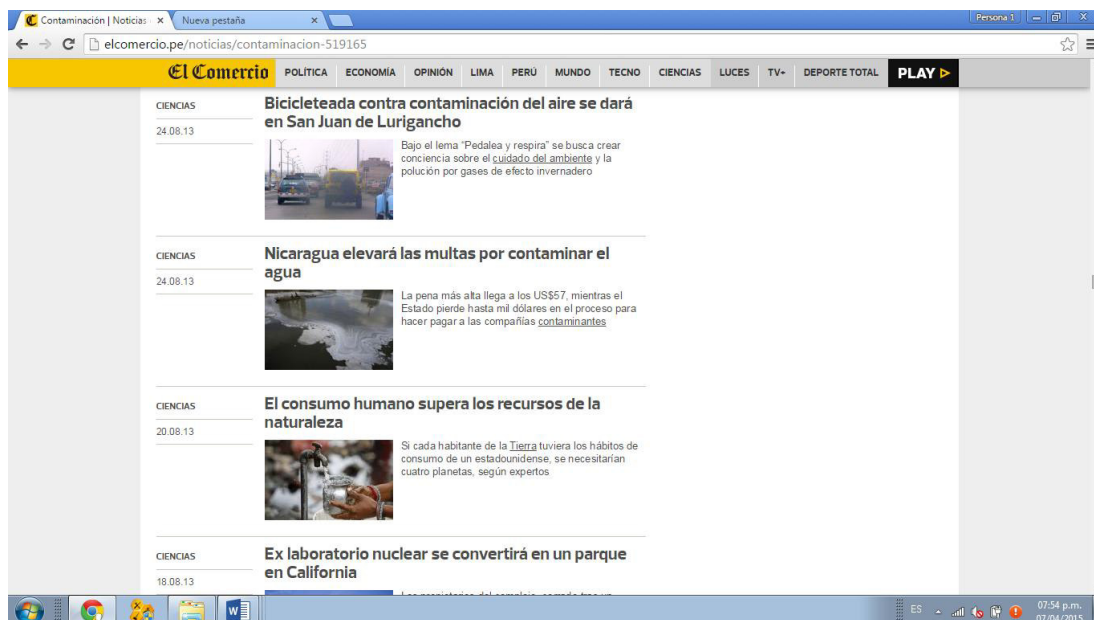 Contaminación | Noticias
Nueva pestaña
Persona 1
elcomercio.pe/noticias/contaminacion-519165
El Comercio POLÍTICA ECONOMÍA OPINIÓN LIMA PERÚ MUNDO TECNO CIENCIAS LUCES TV+ DEPORTE TOTAL PLAY
CIENCIAS
24.08.13
Bicicleteada contra contaminación del aire se dará
en San Juan de Lurigancho
Bajo el lema “Pedalea y respira” se busca crear
conciencia sobre el cuidado del ambiente y la
polución por gases de efecto invernadero
CIENCIAS
24.08.13
Nicaragua elevará las multas por contaminar el
agua
La pena más alta llega a los US$57, mientras el
Estado pierde hasta mil dólares en el proceso para
hacer pagar a las compañías contaminantes
CIENCIAS
20.08.13
El consumo humano supera los recursos de la
naturaleza
Si cada habitante de la Tierra tuviera los hábitos de
consumo de un estadounidense, se necesitarían
cuatro planetas, según expertos
CIENCIAS
18.08.13
Ex laboratorio nuclear se convertirá en un parque
en California
ES
07:54 p.m.
07/04/2015